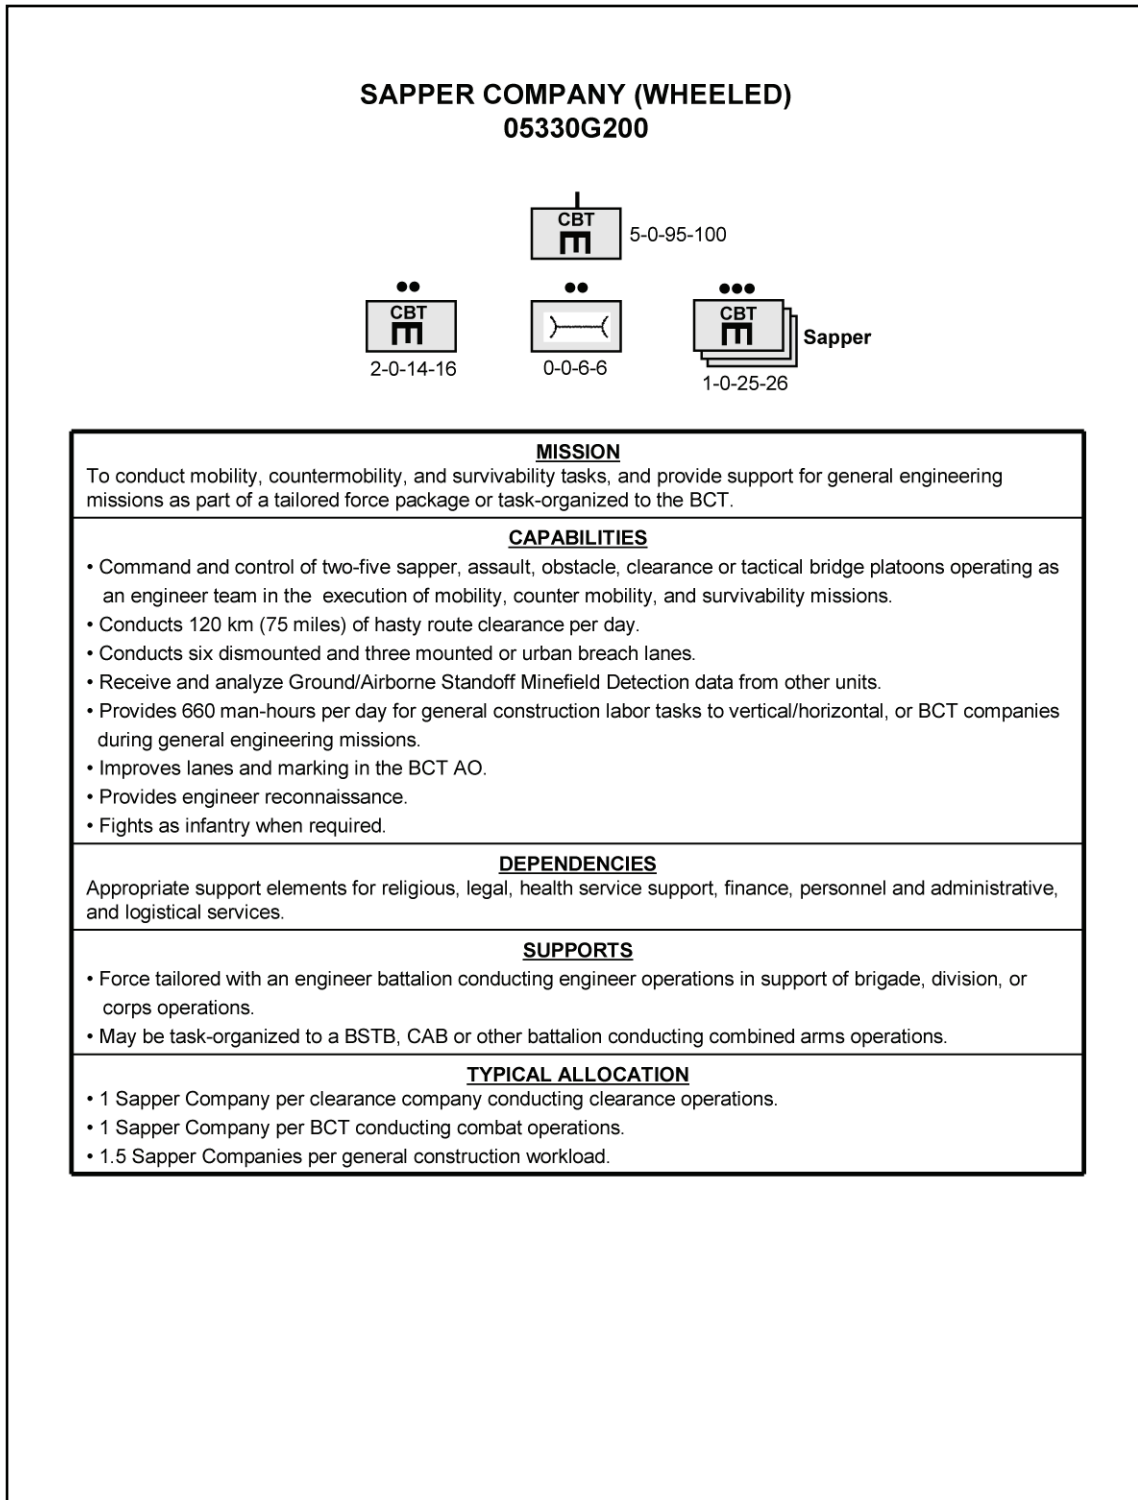 SAPPER COMPANY (WHEELED)
05330G200
CBT
5-0-95-100
CBT
2-0-14-16
0-0-6-6
CBT
Sapper
1-0-25-26
MISSION
To conduct mobility, countermobility, and survivability tasks, and provide support for general engineering
missions as part of a tailored force package or task-organized to the BCT.
CAPABILITIES
• Command and control of two-five sapper, assault, obstacle, clearance or tactical bridge platoons operating as
an engineer team in the execution of mobility, counter mobility, and survivability missions.
• Conducts 120 km (75 miles) of hasty route clearance per day.
• Conducts six dismounted and three mounted or urban breach lanes.
• Receive and analyze Ground/Airborne Standoff Minefield Detection data from other units.
• Provides 660 man-hours per day for general construction labor tasks to vertical/horizontal, or BCT companies
during general engineering missions.
• Improves lanes and marking in the BCT AO.
• Provides engineer reconnaissance.
• Fights as infantry when required.
DEPENDENCIES
Appropriate support elements for religious, legal, health service support, finance, personnel and administrative,
and logistical services.
SUPPORTS
• Force tailored with an engineer battalion conducting engineer operations in support of brigade, division, or
corps operations.
• May be task-organized to a BSTB, CAB or other battalion conducting combined arms operations.
TYPICAL ALLOCATION
• 1 Sapper Company per clearance company conducting clearance operations.
• 1 Sapper Company per BCT conducting combat operations.
• 1.5 Sapper Companies per general construction workload.